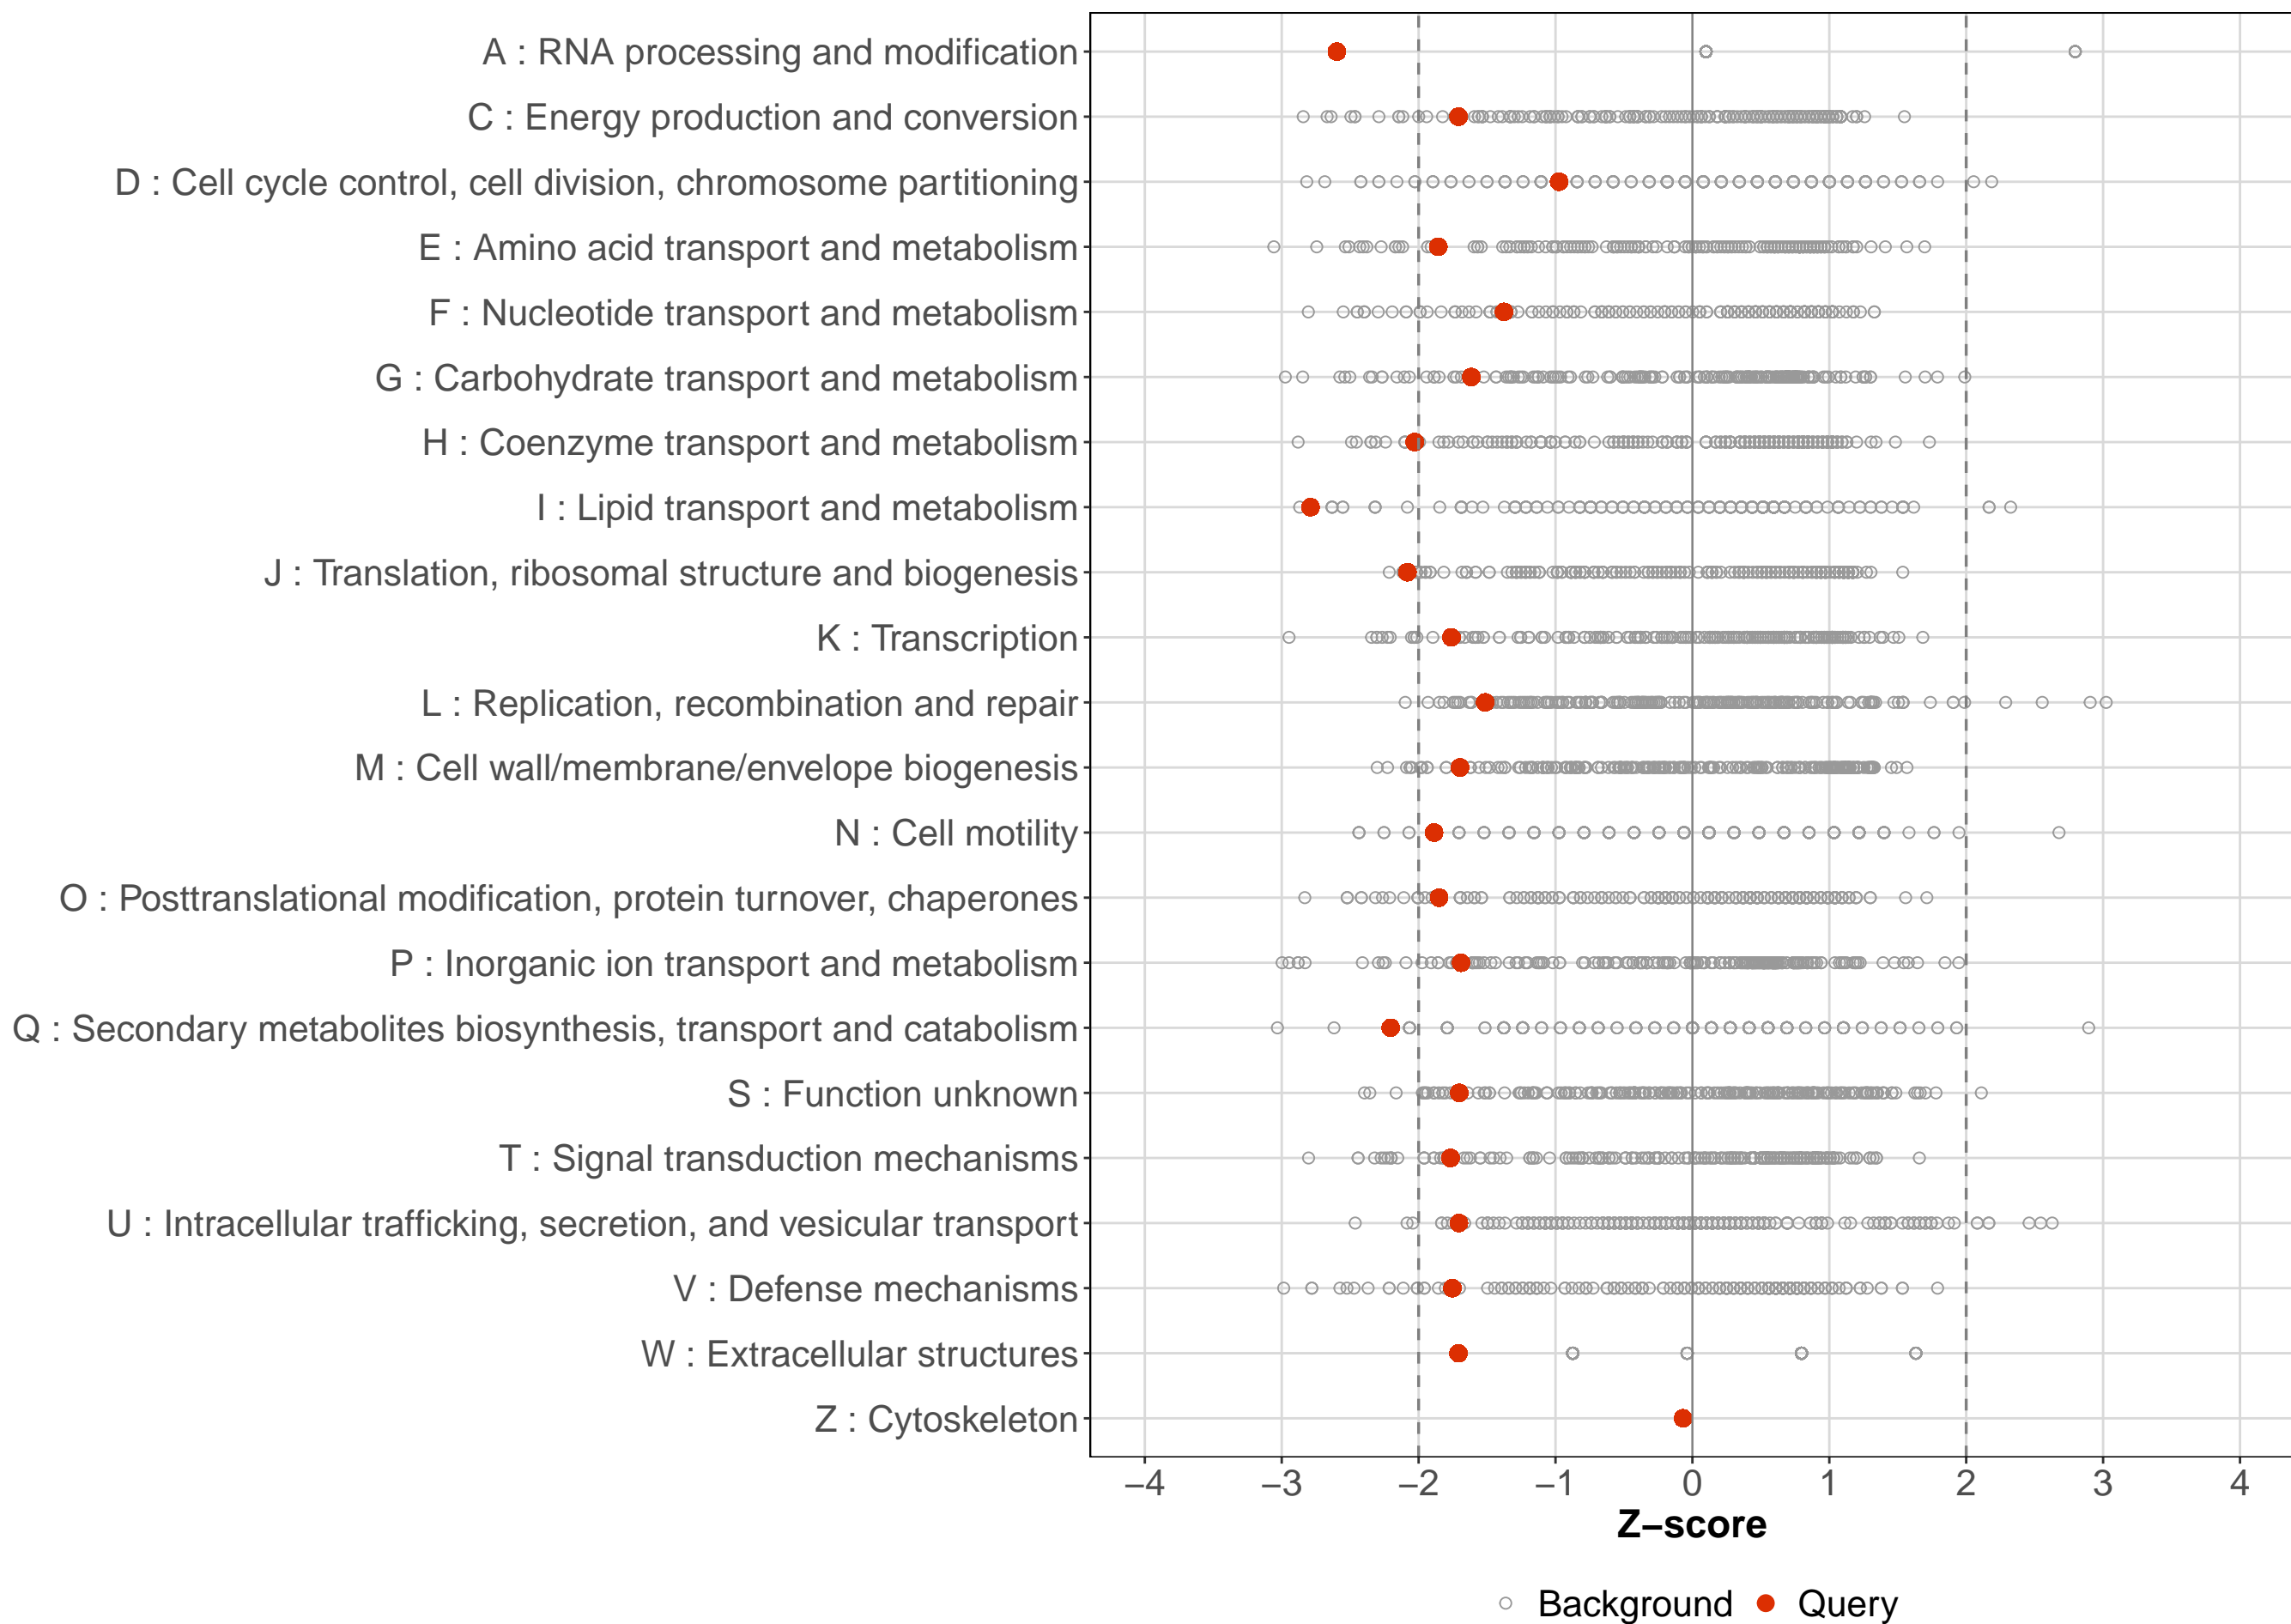 A : RNA processing and modification
C : Energy production and conversion
D : Cell cycle control, cell division, chromosome partitioning
E : Amino acid transport and metabolism
F : Nucleotide transport and metabolism
G : Carbohydrate transport and metabolism
H : Coenzyme transport and metabolism
I : Lipid transport and metabolism
J : Translation, ribosomal structure and biogenesis
K : Transcription
L : Replication, recombination and repair
M : Cell wall/membrane/envelope biogenesis
N : Cell motility
O : Posttranslational modification, protein turnover, chaperones
P : Inorganic ion transport and metabolism
Q : Secondary metabolites biosynthesis, transport and catabolism
S : Function unknown
T : Signal transduction mechanisms
U : Intracellular trafficking, secretion, and vesicular transport
V : Defense mechanisms
W : Extracellular structures
Z : Cytoskeleton
−4 −3 −2 −1 0 1 2 3 4
Z−score
Background Query